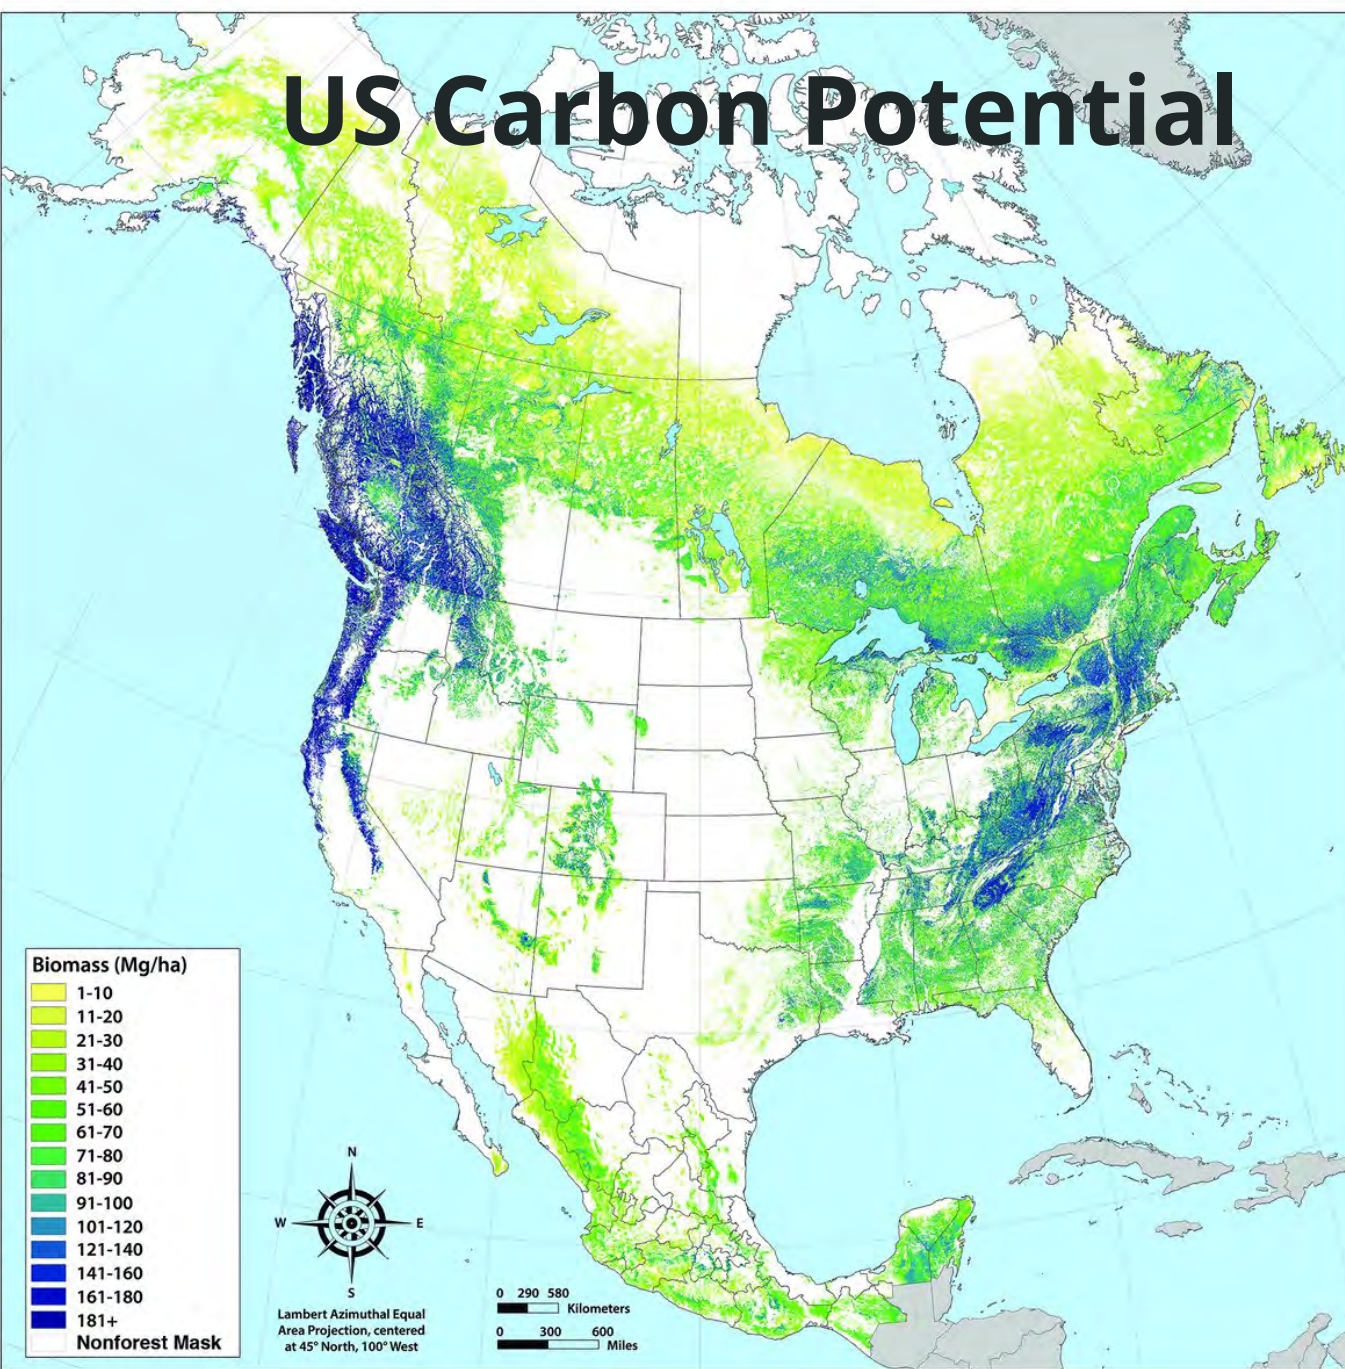 US Carbon Potential
Biomass (Mg/ha)
1-10
11-20
21-30
31-40
41-50
51-60
61-70
71-80
81-90
91-100
101-120
121-140
141-160
161-180
181+
Nonforest Mask
N
W
E
S
Lambert Azimuthal Equal
Area Projection, centered
at 45° North, 100° West
0 290 580
Kilometers
0 300 600
Miles